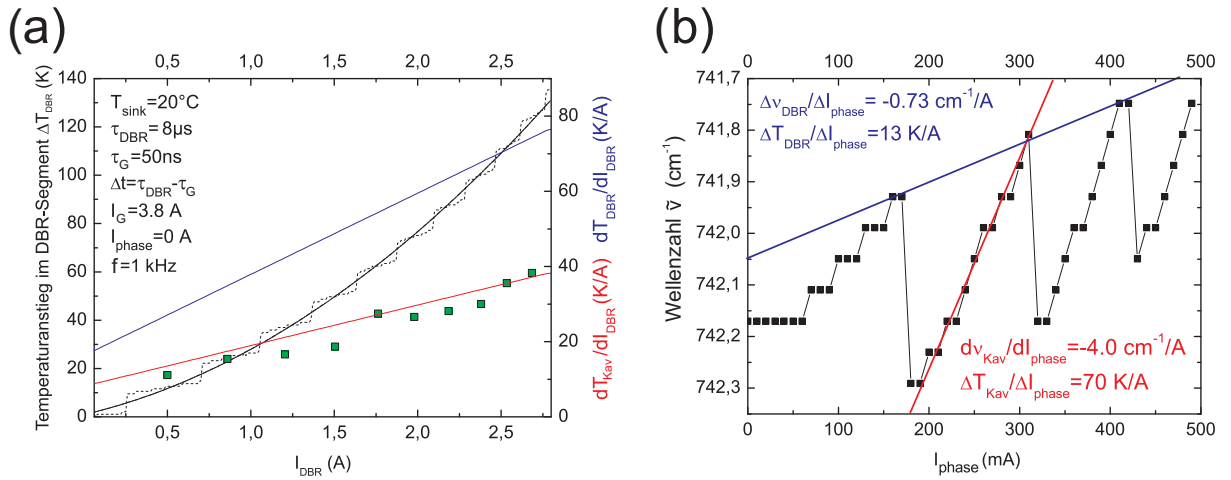 (a)
0,5 1,0 1,5 2,0 2,5
140
120
100
80
60
40
20
0
Temperaturanstieg im DBR-Segment ΔT_DBR (K)
T_sink=20°C
τ_DBR=8µs
τ_G=50ns
Δt=τ_DBR-τ_G
I_G=3.8 A
I_phase=0 A
f=1 kHz
80
60
40
20
0
dT_Kav/dI_DBR (K/A) dT_DBR/dI_DBR (K/A)
0,5 1,0 1,5 2,0 2,5
I_DBR (A)
(b)
0 100 200 300 400 500
741,7
741,8
741,9
742,0
742,1
742,2
742,3
Wellenzahl ν̃ (cm⁻¹)
Δν_DBR/ΔI_phase= -0.73 cm⁻¹/A
ΔT_DBR/ΔI_phase= 13 K/A
dν_Kav/dI_phase=-4.0 cm⁻¹/A
ΔT_Kav/ΔI_phase=70 K/A
0 100 200 300 400 500
I_phase (mA)